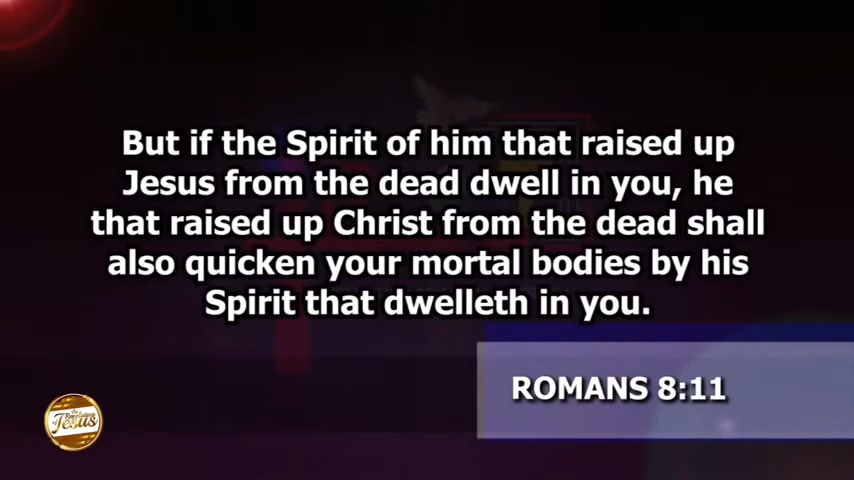 But if the Spirit of him that raised up
Jesus from the dead dwell in you, he
that raised up Christ from the dead shall
also quicken your mortal bodies by his
Spirit that dwelleth in you.
ROMANS 8:11
Jesus